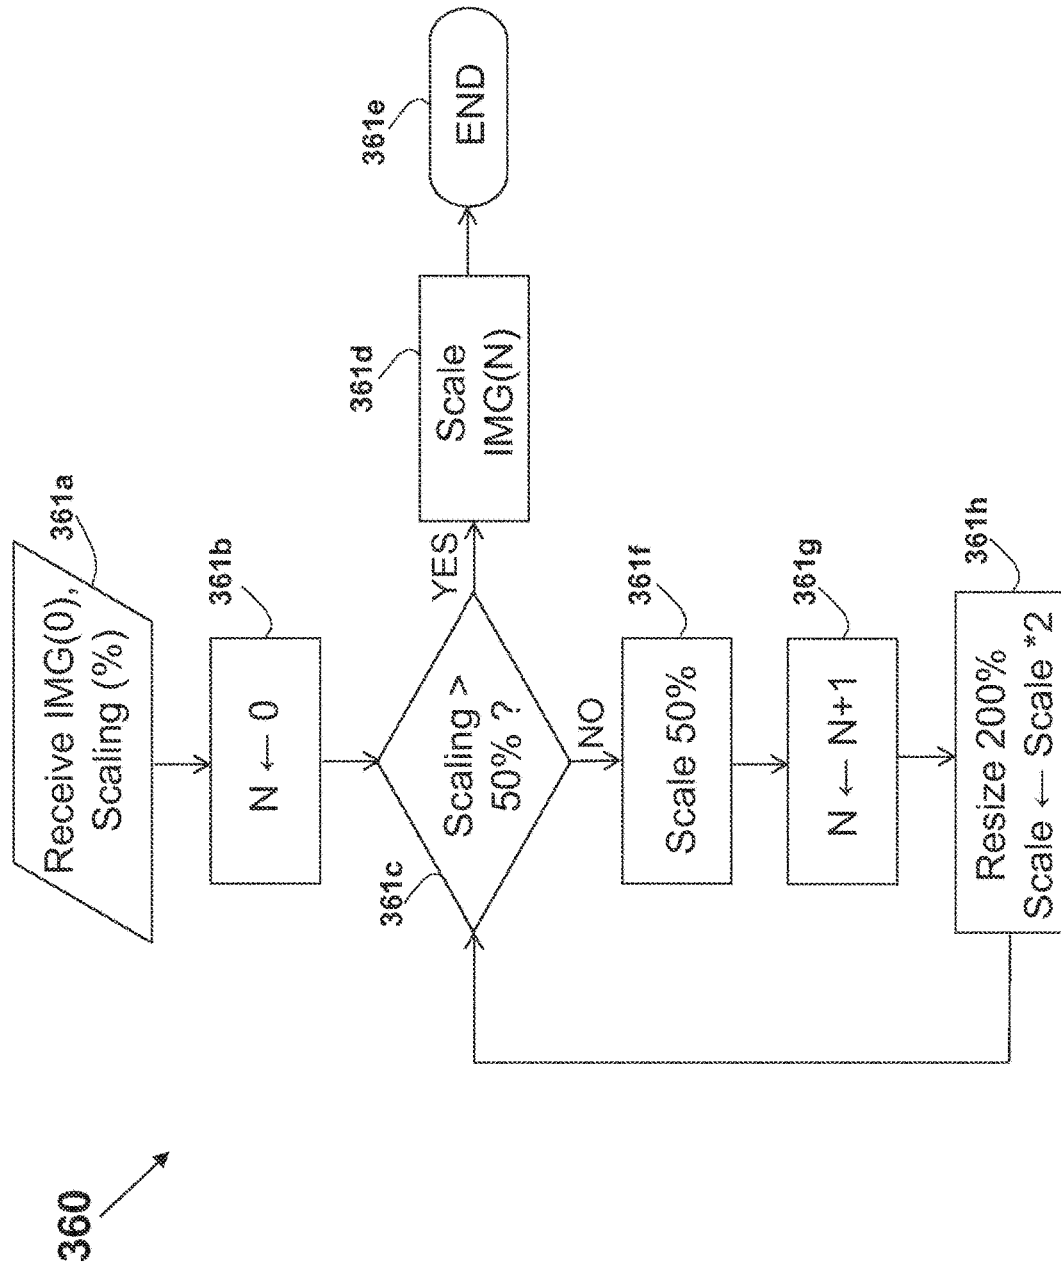 360
361a
Receive IMG(0),
Scaling (%)
361b
N ← 0
361c
Scaling >
50% ?
YES
361d
Scale
IMG(N)
361e
END
NO
361f
Scale 50%
361g
N ← N+1
361h
Resize 200%
Scale ← Scale *2